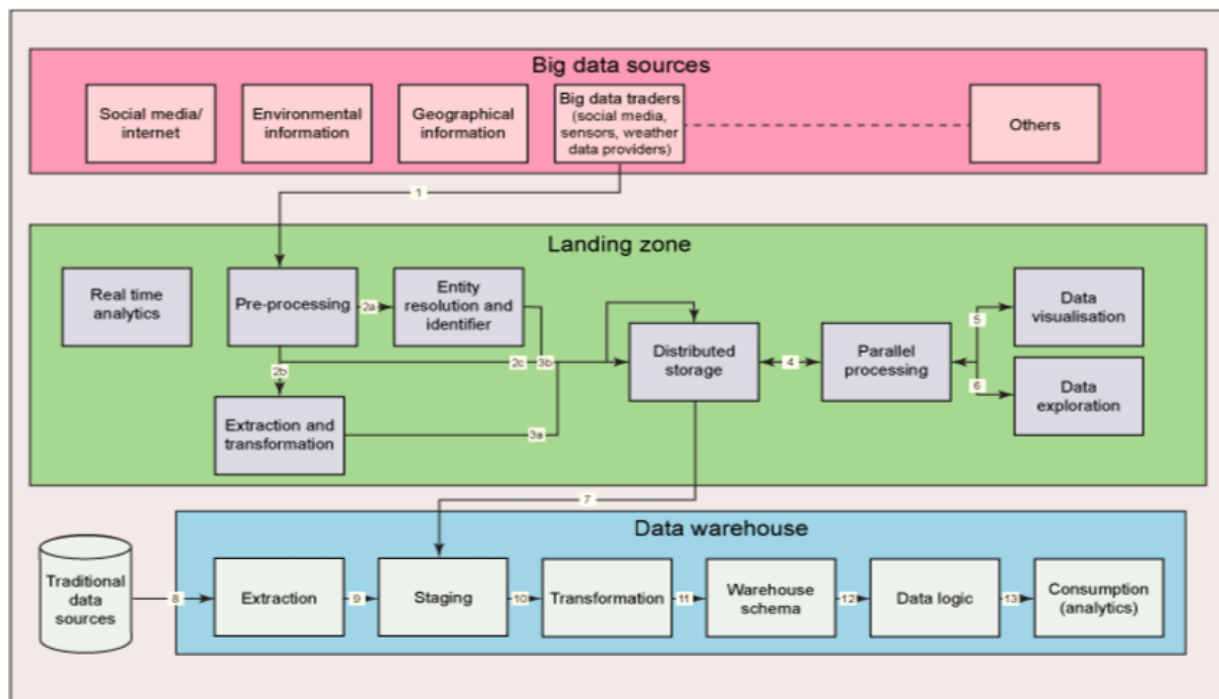 Big data sources
Social media/
internet
Environmental
information
Geographical
information
Big data traders
(social media,
sensors, weather
data providers)
Others
1
Landing zone
Real time
analytics
Pre-processing
2a
Entity
resolution and
identifier
2b
2c
3b
Extraction and
transformation
3a
Distributed
storage
4
Parallel
processing
5
6
Data
visualisation
Data
exploration
7
Data warehouse
Traditional
data
sources
8
Extraction
9
Staging
10
Transformation
11
Warehouse
schema
12
Data logic
13
Consumption
(analytics)